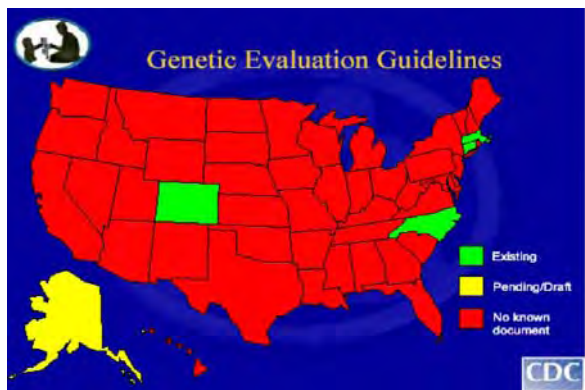 Genetic Evaluation Guidelines
Existing
Pending/Draft
No known
document
CDC